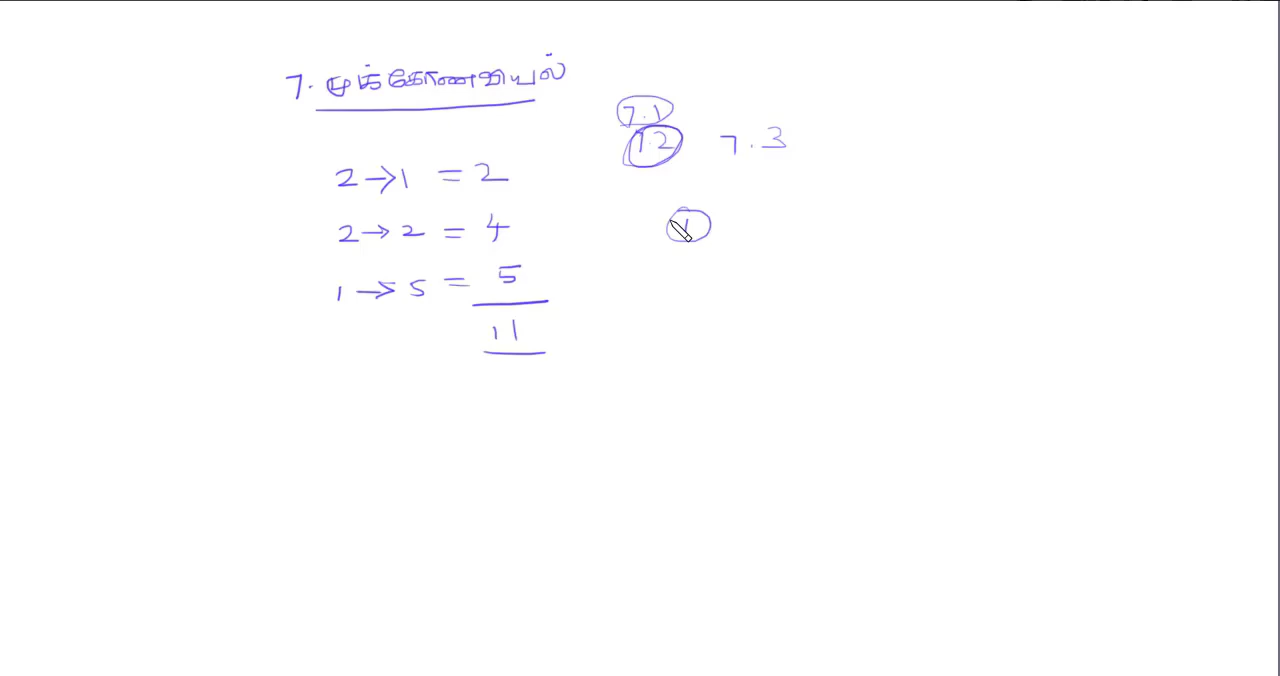 7. முக்கோணவியல்
7.1
7.2 7.3
2→1 = 2
2→2 = 4
1→5 = 5
11
1